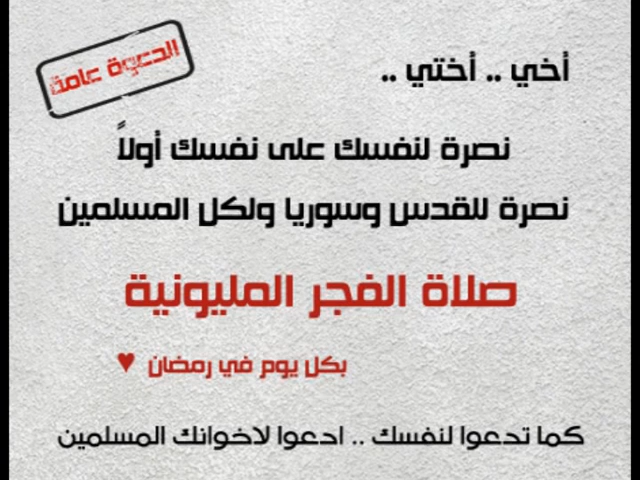 الدعوة عامة
أخي .. أختي ..
نصرة لنفسك على نفسك أولاً
نصرة للقدس وسوريا ولكل المسلمين
صلاة الفجر المليونية
بكل يوم في رمضان ♥
كما تدعوا لنفسك .. ادعوا لاخوانك المسلمين